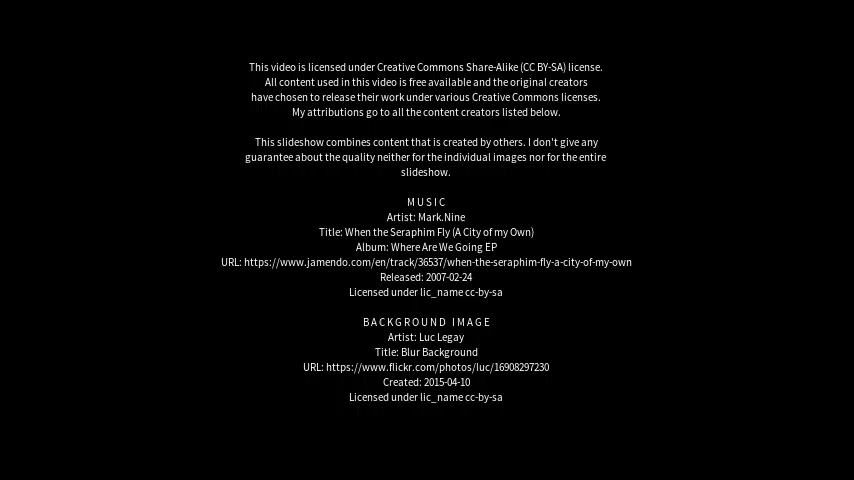 This video is licensed under Creative Commons Share-Alike (CC BY-SA) license.
All content used in this video is free available and the original creators
have chosen to release their work under various Creative Commons licenses.
My attributions go to all the content creators listed below.
This slideshow combines content that is created by others. I don't give any
guarantee about the quality neither for the individual images nor for the entire
slideshow.
MUSIC
Artist: Mark.Nine
Title: When the Seraphim Fly (A City of my Own)
Album: Where Are We Going EP
URL: https://www.jamendo.com/en/track/36537/when-the-seraphim-fly-a-city-of-my-own
Released: 2007-02-24
Licensed under lic_name cc-by-sa
BACKGROUND IMAGE
Artist: Luc Legay
Title: Blur Background
URL: https://www.flickr.com/photos/luc/16908297230
Created: 2015-04-10
Licensed under lic_name cc-by-sa